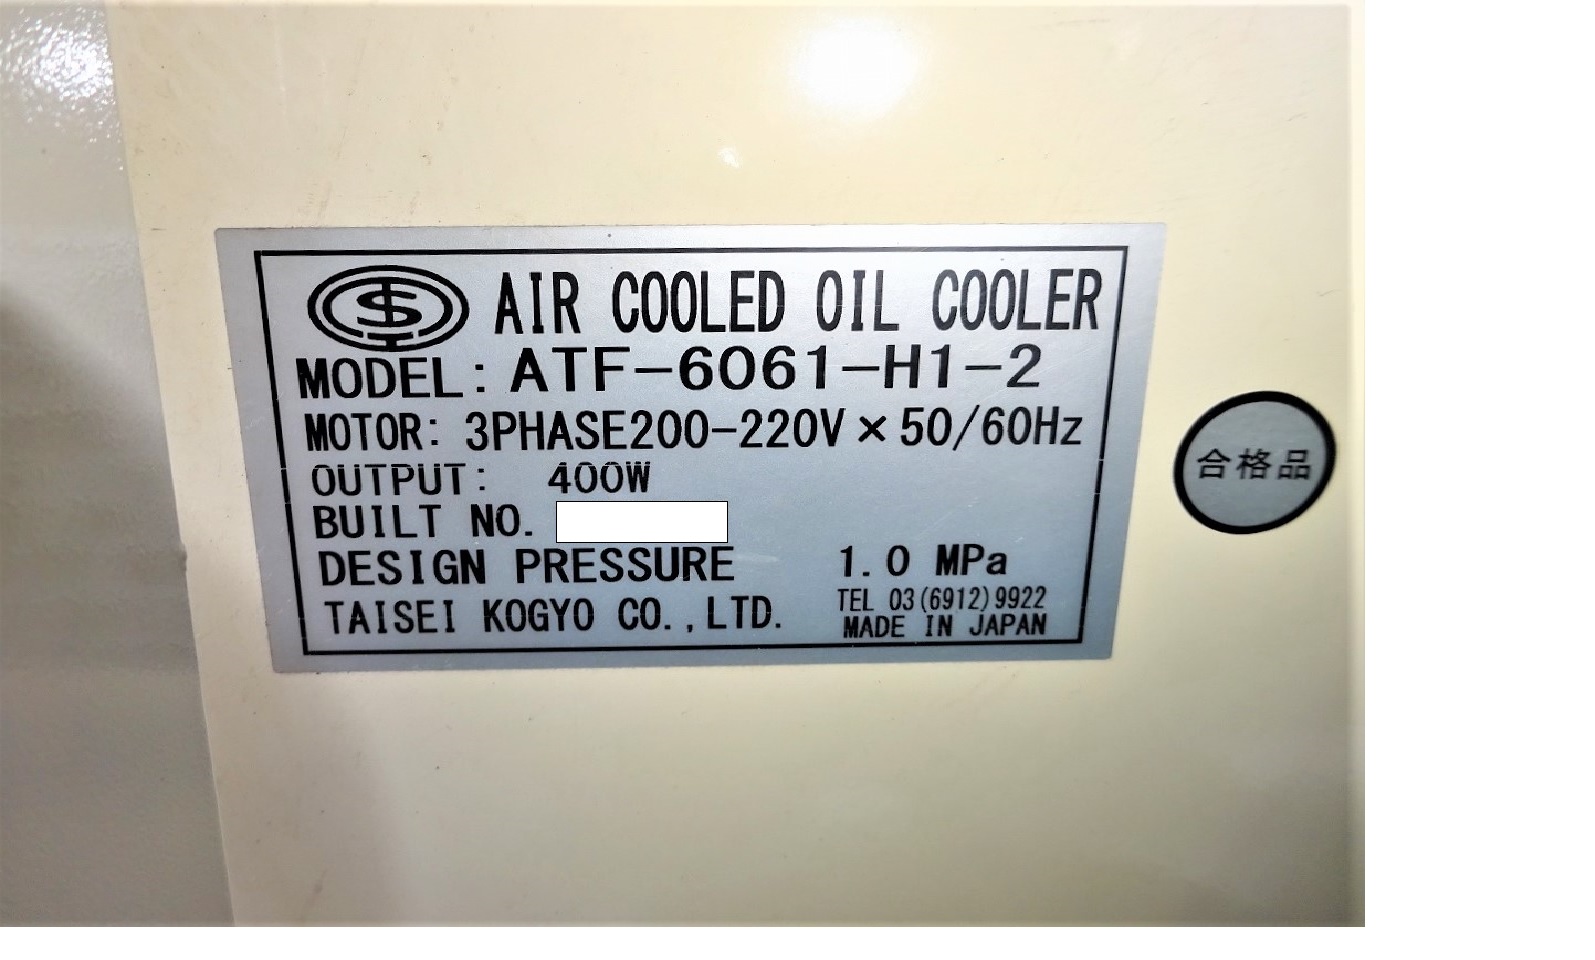 AIR COOLED OIL COOLER
MODEL: ATF-6061-H1-2
MOTOR: 3PHASE200-220V×50/60Hz
OUTPUT: 400W
BUILT NO.
DESIGN PRESSURE 1.0 MPa
TAISEI KOGYO CO.,LTD.
TEL 03(6912)9922
MADE IN JAPAN
合格品